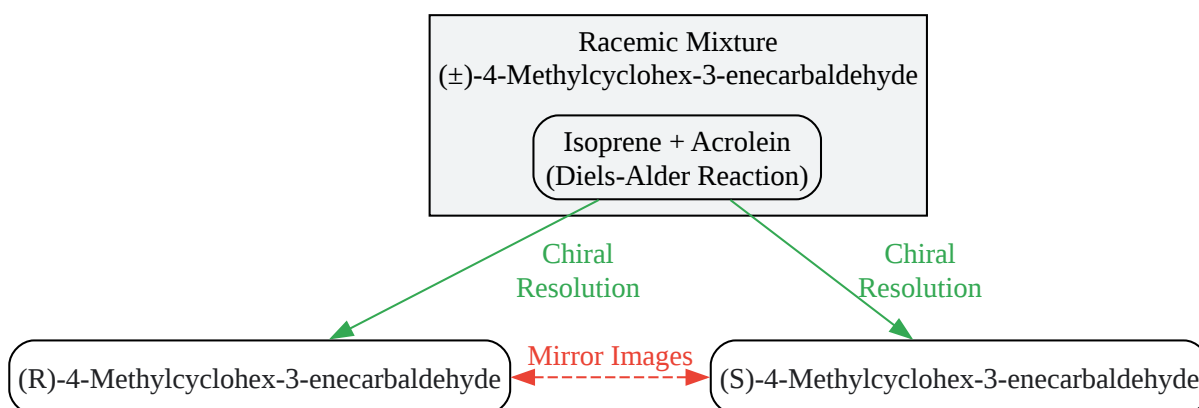 Racemic Mixture
(±)-4-Methylcyclohex-3-enecarbaldehyde
Isoprene + Acrolein
(Diels-Alder Reaction)
Chiral
Resolution
Chiral
Resolution
(R)-4-Methylcyclohex-3-enecarbaldehyde
Mirror Images
(S)-4-Methylcyclohex-3-enecarbaldehyde